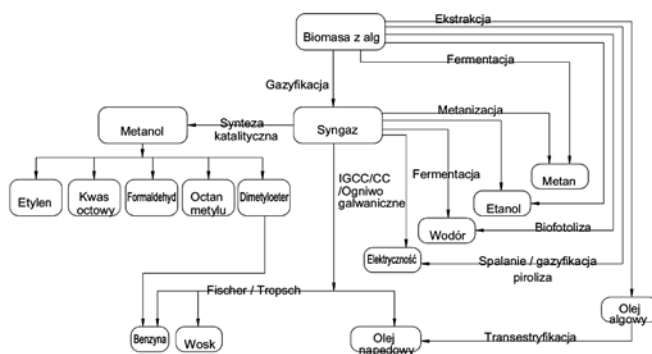 Ekstrakcja
Biomasa z alg
Fermentacja
Gazyfikacja
Metanizacja
Synteza
katalityczna
Metanol
Syngaz
IGCC/CC
/Ogniwo
galwaniczne
Fermentacja
Metan
Etylen
Kwas
octowy
Formaldehyd
Octan
metylu
Dimetyloeter
Etanol
Wodór
Biofotoliza
Elektryczność
Spalanie / gazyfikacja
piroliza
Fischer / Tropsch
Olej
algowy
Benzyna
Wosk
Olej
napędowy
Transestryfikacja